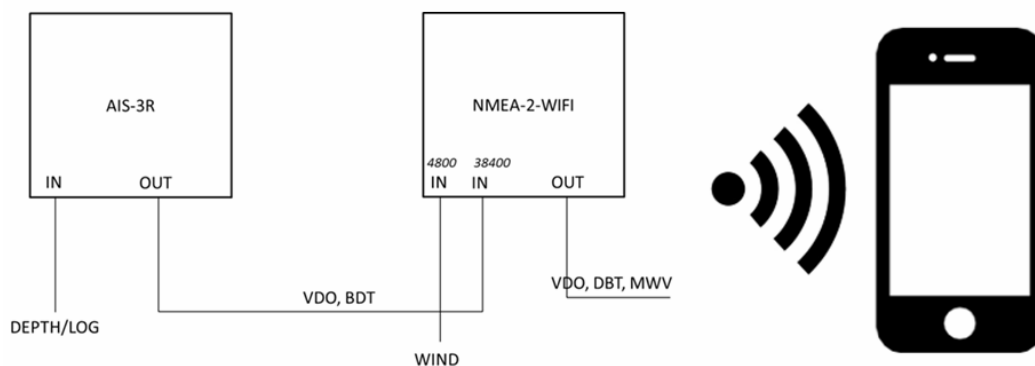 AIS-3R
IN OUT
DEPTH/LOG
VDO, BDT
NMEA-2-WIFI
4800 38400
IN IN OUT
WIND
VDO, DBT, MWV